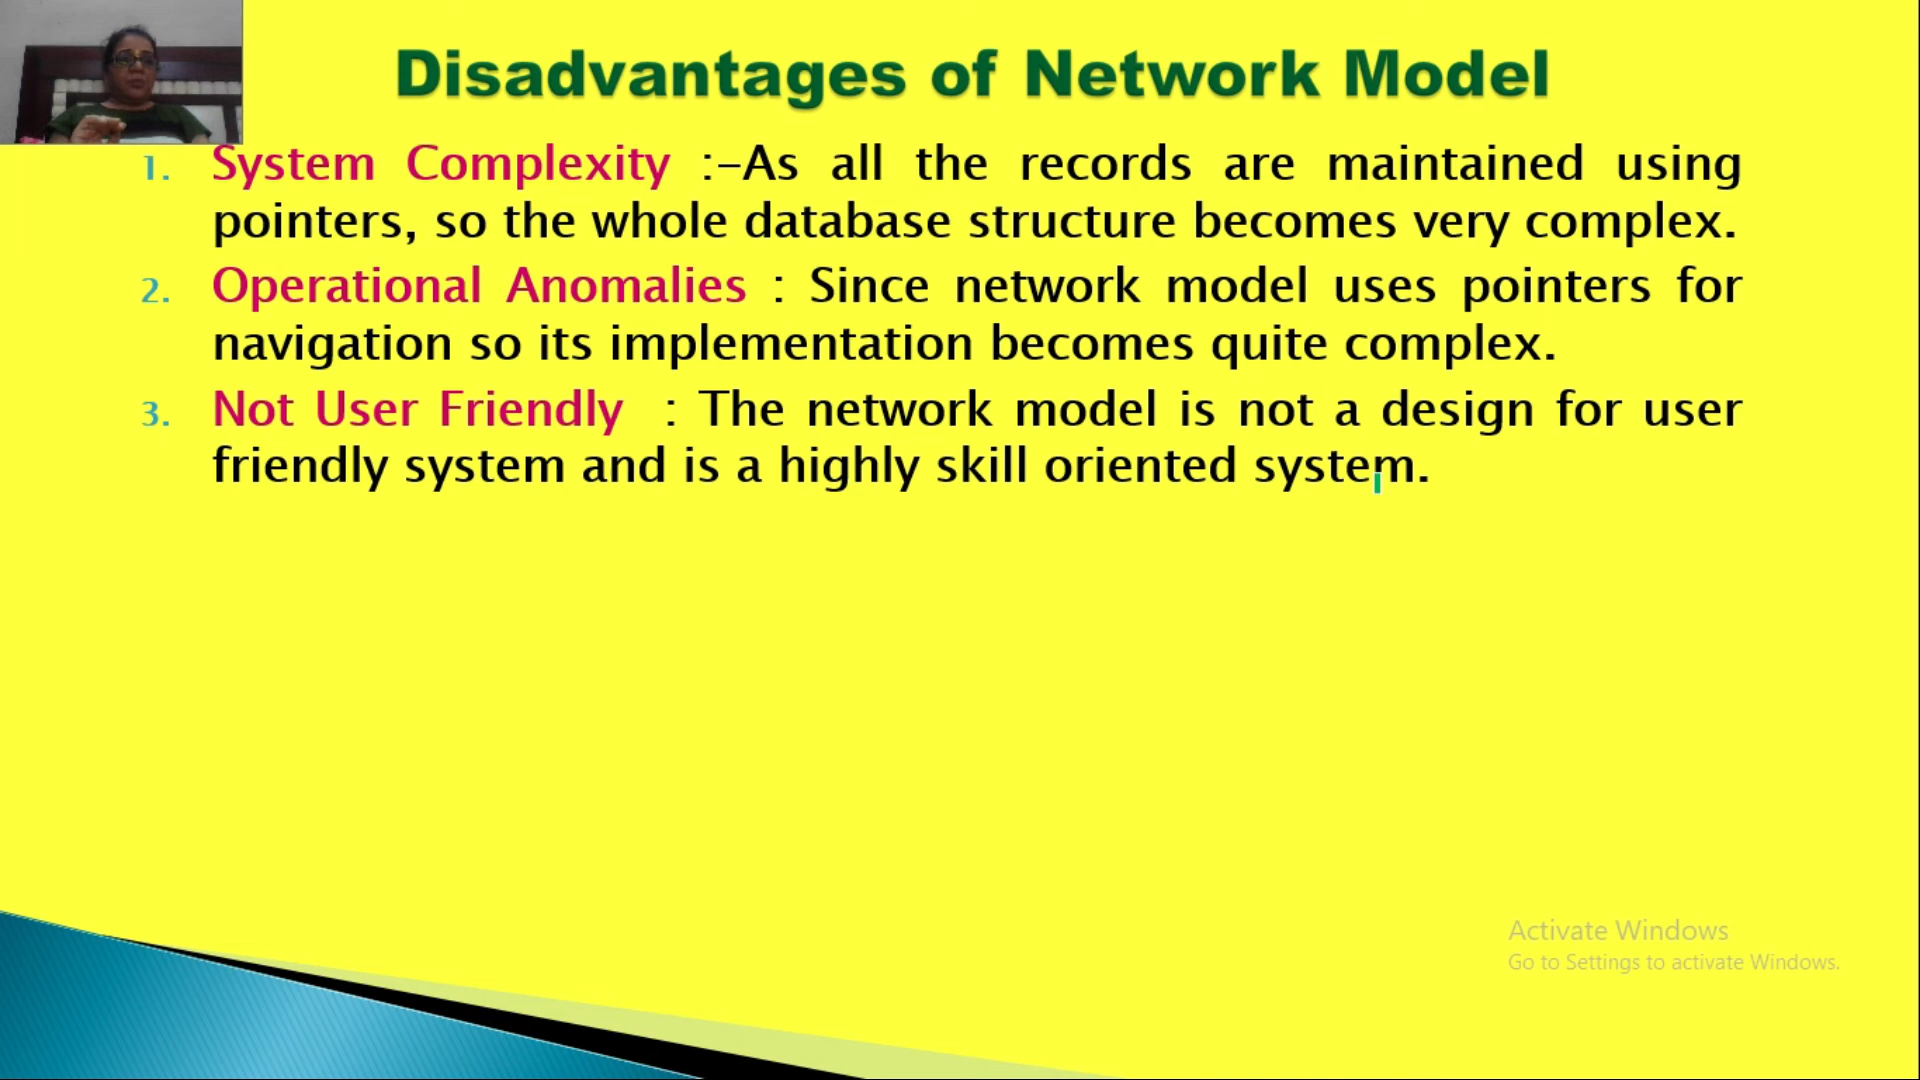 Disadvantages of Network Model
1. System Complexity :-As all the records are maintained using
pointers, so the whole database structure becomes very complex.
2. Operational Anomalies : Since network model uses pointers for
navigation so its implementation becomes quite complex.
3. Not User Friendly : The network model is not a design for user
friendly system and is a highly skill oriented system.
Activate Windows
Go to Settings to activate Windows.